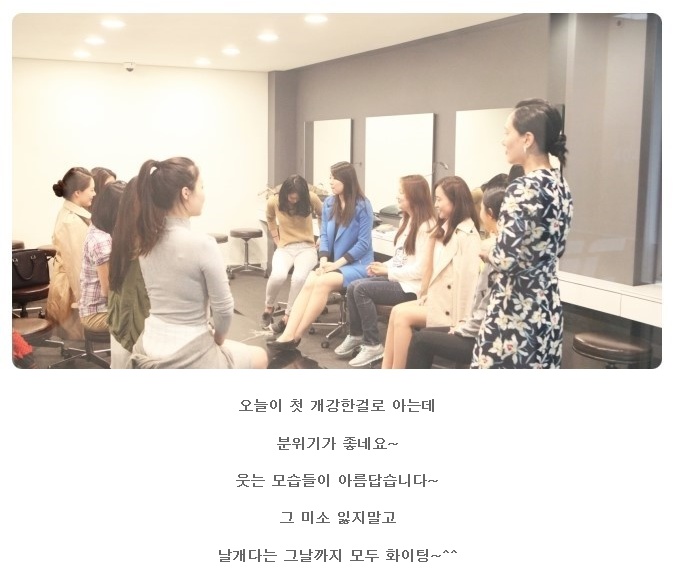 오늘이 첫 개강한걸로 아는데
분위기가 좋네요~
웃는 모습들이 아름답습니다~
그 미소 잃지말고
날개다는 그날까지 모두 화이팅~^^